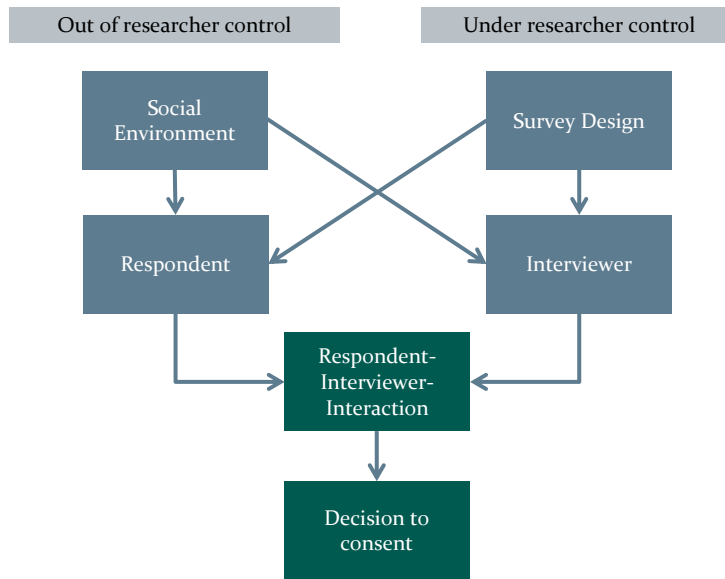 Out of researcher control
Under researcher control
Social
Environment
Survey Design
Respondent
Interviewer
Respondent-
Interviewer-
Interaction
Decision to
consent